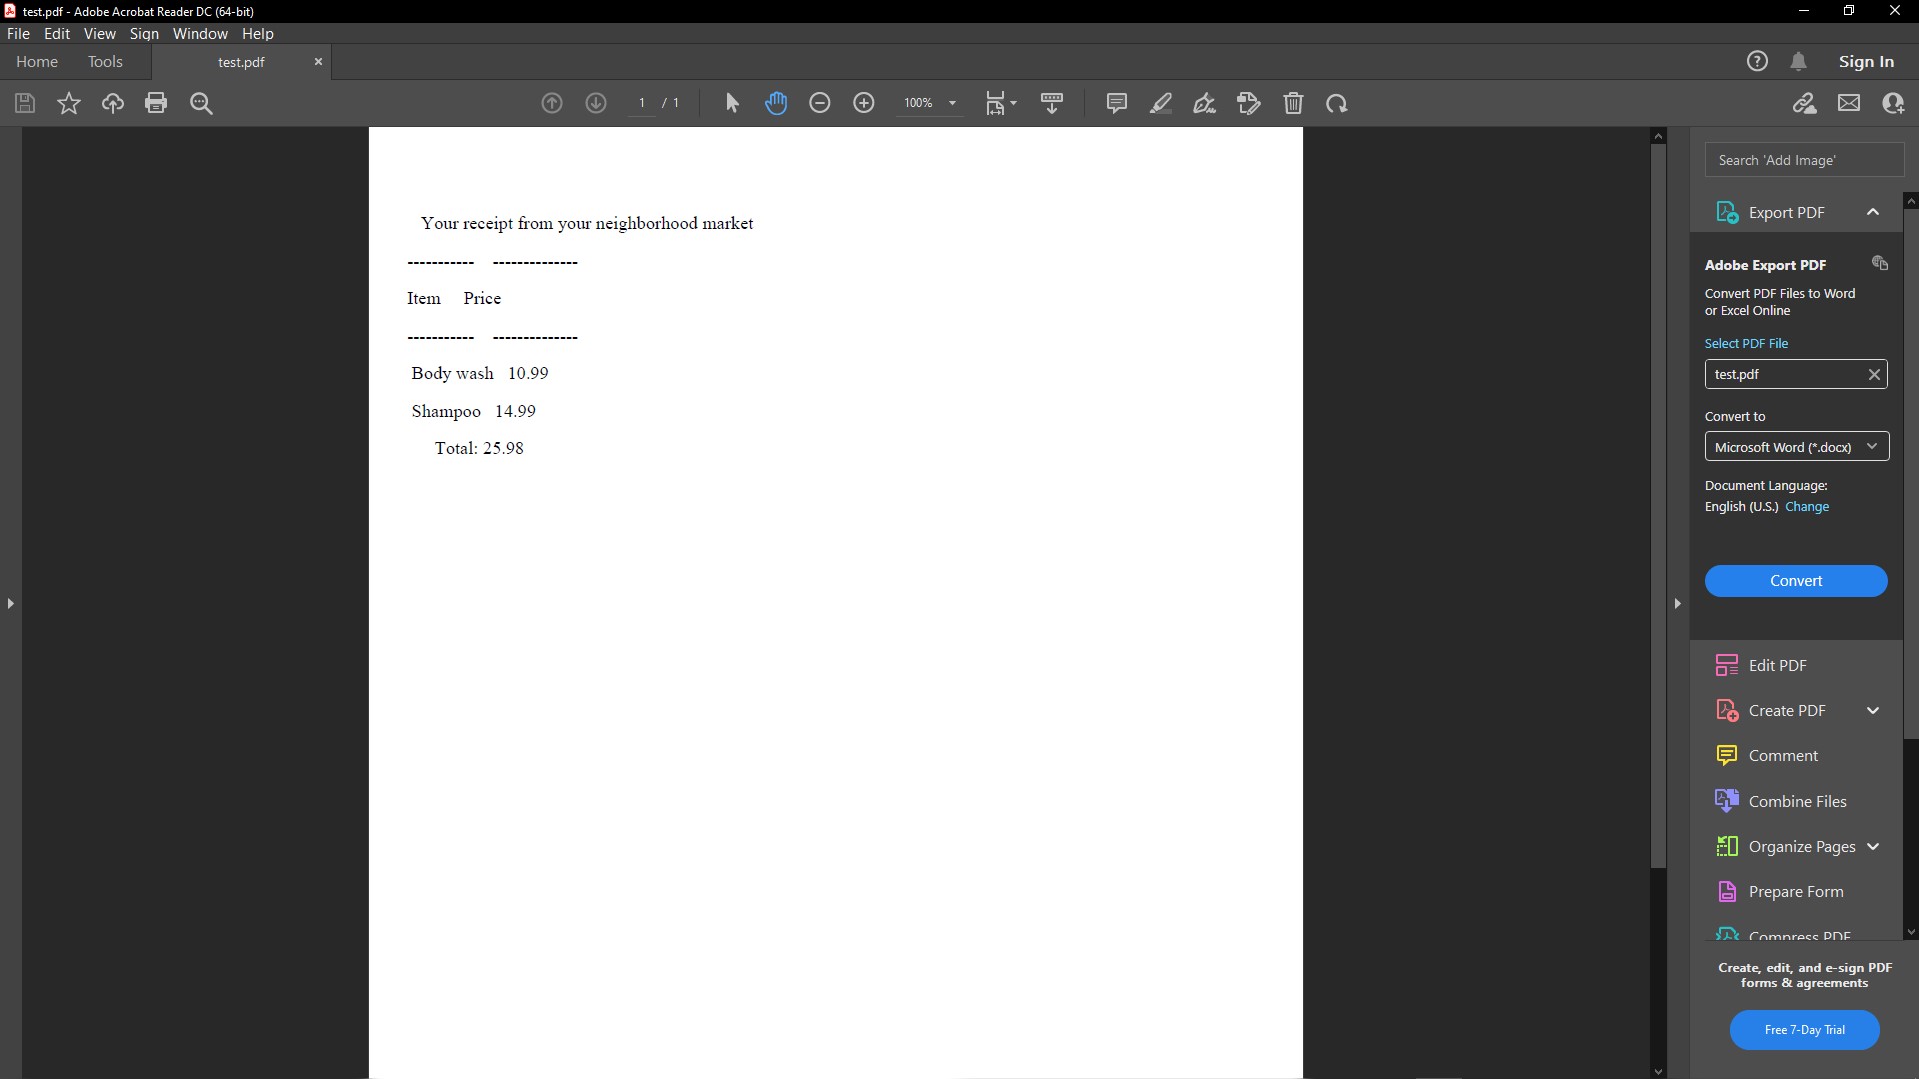 test.pdf - Adobe Acrobat Reader DC (64-bit)
File Edit View Sign Window Help
Home Tools test.pdf Sign In
1 / 1 100%
Your receipt from your neighborhood market
----------- --------------
Item Price
----------- --------------
Body wash 10.99
Shampoo 14.99
Total: 25.98
Search 'Add Image'
Export PDF
Adobe Export PDF
Convert PDF Files to Word
or Excel Online
Select PDF File
test.pdf
Convert to
Microsoft Word (*.docx)
Document Language:
English (U.S.) Change
Convert
Edit PDF
Create PDF
Comment
Combine Files
Organize Pages
Prepare Form
Compress PDF
Create, edit, and e-sign PDF
forms & agreements
Free 7-Day Trial